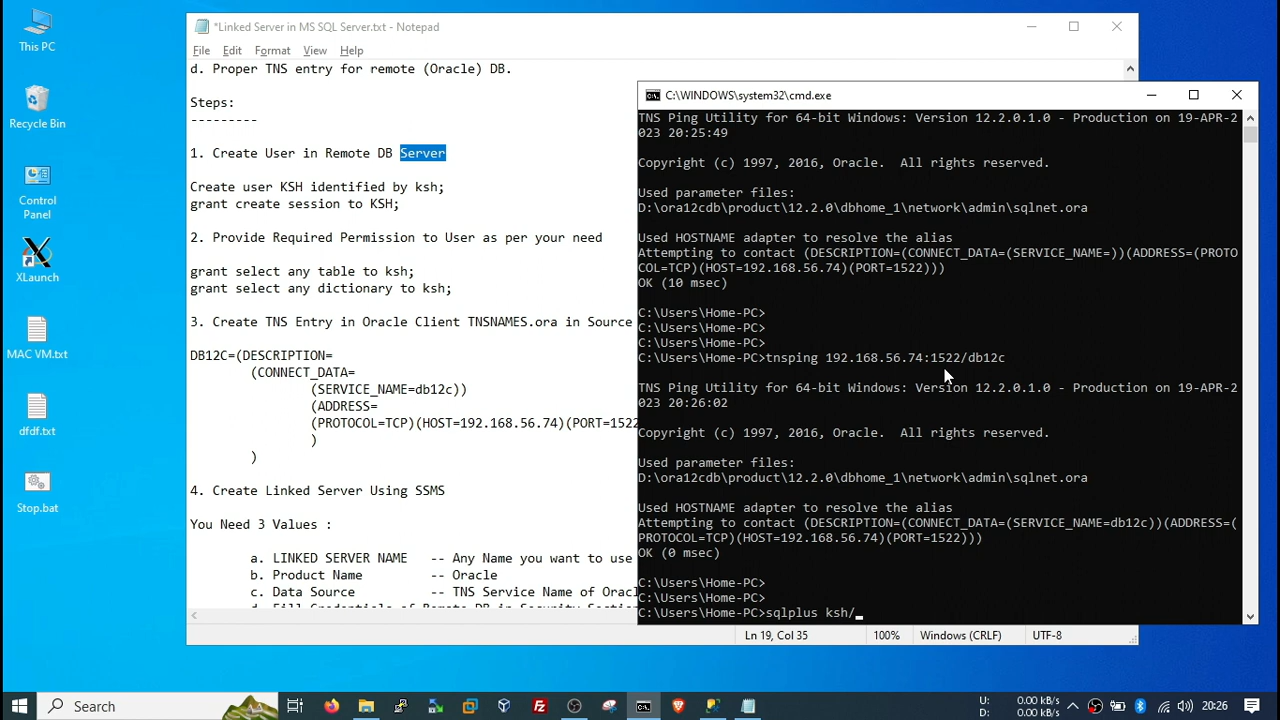 This PC
Recycle Bin
Control
Panel
XLaunch
MAC VM.txt
dfdf.txt
Stop.bat
*Linked Server in MS SQL Server.txt - Notepad
File Edit Format View Help
d. Proper TNS entry for remote (Oracle) DB.
Steps:
---------
1. Create User in Remote DB Server
Create user KSH identified by ksh;
grant create session to KSH;
2. Provide Required Permission to User as per your need
grant select any table to ksh;
grant select any dictionary to ksh;
3. Create TNS Entry in Oracle Client TNSNAMES.ora in Source
DB12C=(DESCRIPTION=
(CONNECT_DATA=
(SERVICE_NAME=db12c))
(ADDRESS=
(PROTOCOL=TCP)(HOST=192.168.56.74)(PORT=1522
)
)
4. Create Linked Server Using SSMS
You Need 3 Values :
a. LINKED SERVER NAME -- Any Name you want to use
b. Product Name -- Oracle
c. Data Source -- TNS Service Name of Oracl
d. Fill Credentials of Remote DB in Security Section
Ln 19, Col 35 100% Windows (CRLF) UTF-8
C:\WINDOWS\system32\cmd.exe
TNS Ping Utility for 64-bit Windows: Version 12.2.0.1.0 - Production on 19-APR-2
023 20:25:49
Copyright (c) 1997, 2016, Oracle.  All rights reserved.
Used parameter files:
D:\ora12cdb\product\12.2.0\dbhome_1\network\admin\sqlnet.ora
Used HOSTNAME adapter to resolve the alias
Attempting to contact (DESCRIPTION=(CONNECT_DATA=(SERVICE_NAME=))(ADDRESS=(PROTO
COL=TCP)(HOST=192.168.56.74)(PORT=1522)))
OK (10 msec)
C:\Users\Home-PC>
C:\Users\Home-PC>
C:\Users\Home-PC>
C:\Users\Home-PC>tnsping 192.168.56.74:1522/db12c
TNS Ping Utility for 64-bit Windows: Version 12.2.0.1.0 - Production on 19-APR-2
023 20:26:02
Copyright (c) 1997, 2016, Oracle.  All rights reserved.
Used parameter files:
D:\ora12cdb\product\12.2.0\dbhome_1\network\admin\sqlnet.ora
Used HOSTNAME adapter to resolve the alias
Attempting to contact (DESCRIPTION=(CONNECT_DATA=(SERVICE_NAME=db12c))(ADDRESS=(
PROTOCOL=TCP)(HOST=192.168.56.74)(PORT=1522)))
OK (0 msec)
C:\Users\Home-PC>
C:\Users\Home-PC>
C:\Users\Home-PC>sqlplus ksh/_
Search
U: 0.00 kB/s
D: 0.00 kB/s
20:26